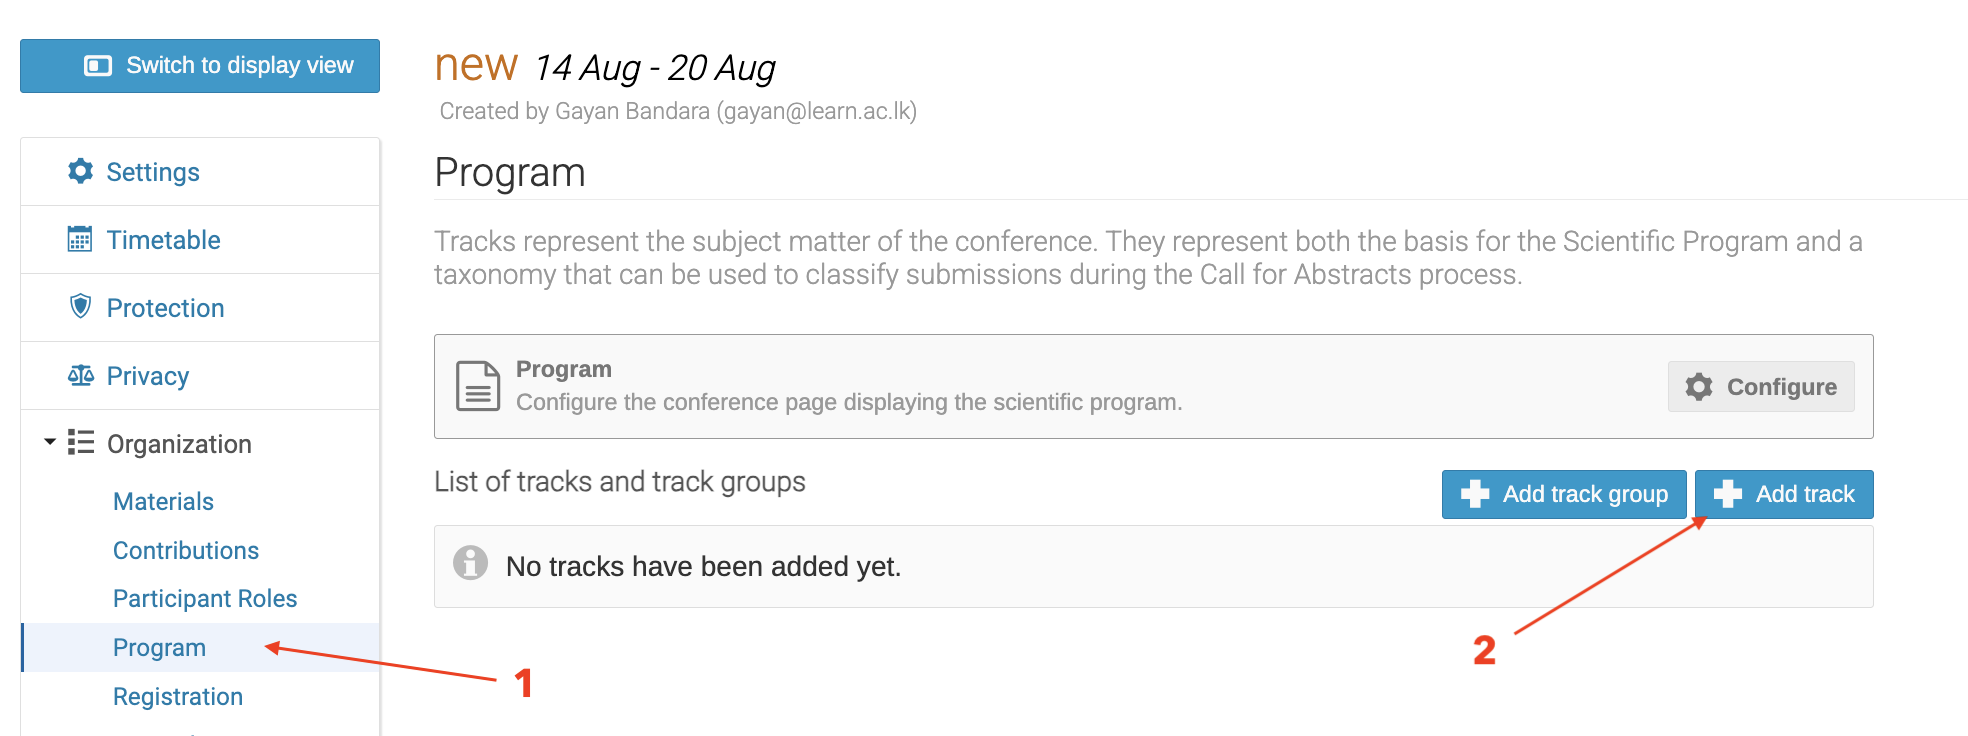 Switch to display view
new 14 Aug - 20 Aug
Created by Gayan Bandara (gayan@learn.ac.lk)
Settings
Timetable
Protection
Privacy
Organization
Materials
Contributions
Participant Roles
Program
Registration
Program
Tracks represent the subject matter of the conference. They represent both the basis for the Scientific Program and a
taxonomy that can be used to classify submissions during the Call for Abstracts process.
Program
Configure the conference page displaying the scientific program.
Configure
List of tracks and track groups
Add track group
Add track
No tracks have been added yet.
1
2